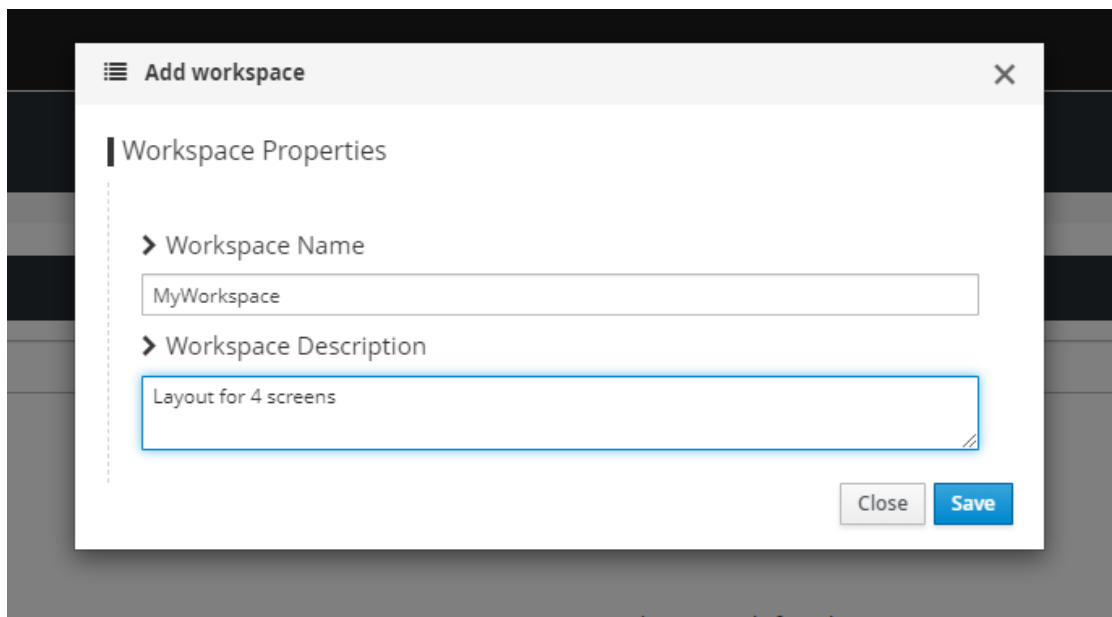 Add workspace
Workspace Properties
Workspace Name
MyWorkspace
Workspace Description
Layout for 4 screens
Close Save